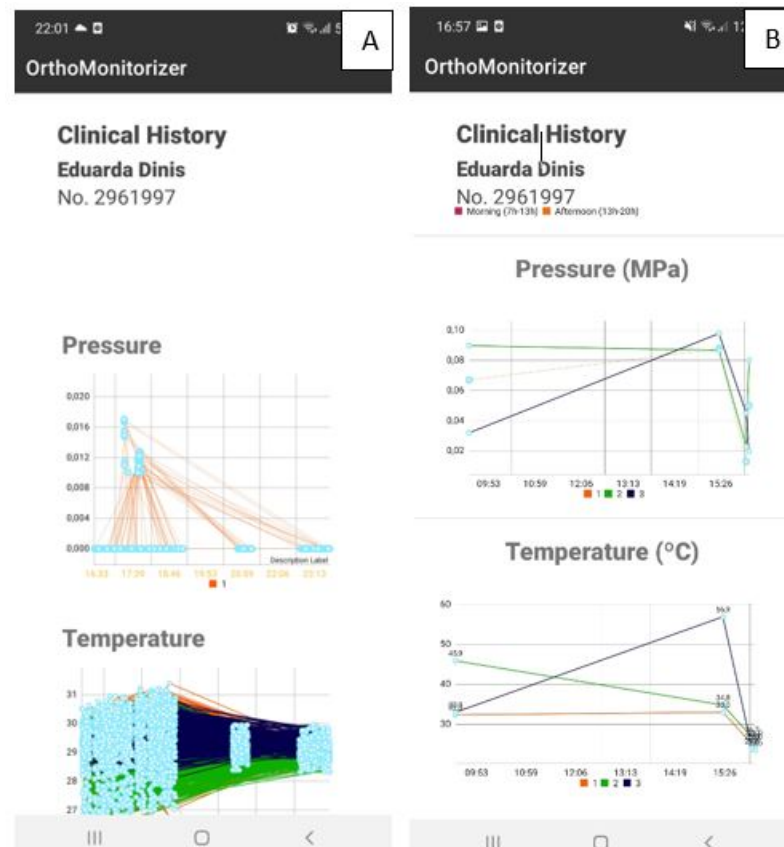 22:01
A
OrthoMonitorizer
Clinical History
Eduarda Dinis
No. 2961997
Pressure
0,020
0,016
0,012
0,008
0,004
0,000
Description Label
16:33 17:39 18:46 19:53 20:59 22:06 23:13
1
Temperature
31
30
29
28
27
16:57
B
OrthoMonitorizer
Clinical History
Eduarda Dinis
No. 2961997
Morning (7h-13h) Afternoon (13h-20h)
Pressure (MPa)
0,10
0,08
0,06
0,04
0,02
09:53 10:59 12:06 13:13 14:19 15:26
1 2 3
Temperature (°C)
60
50
40
30
56,9
45,9
34,8
09:53 10:59 12:06 13:13 14:19 15:26
1 2 3